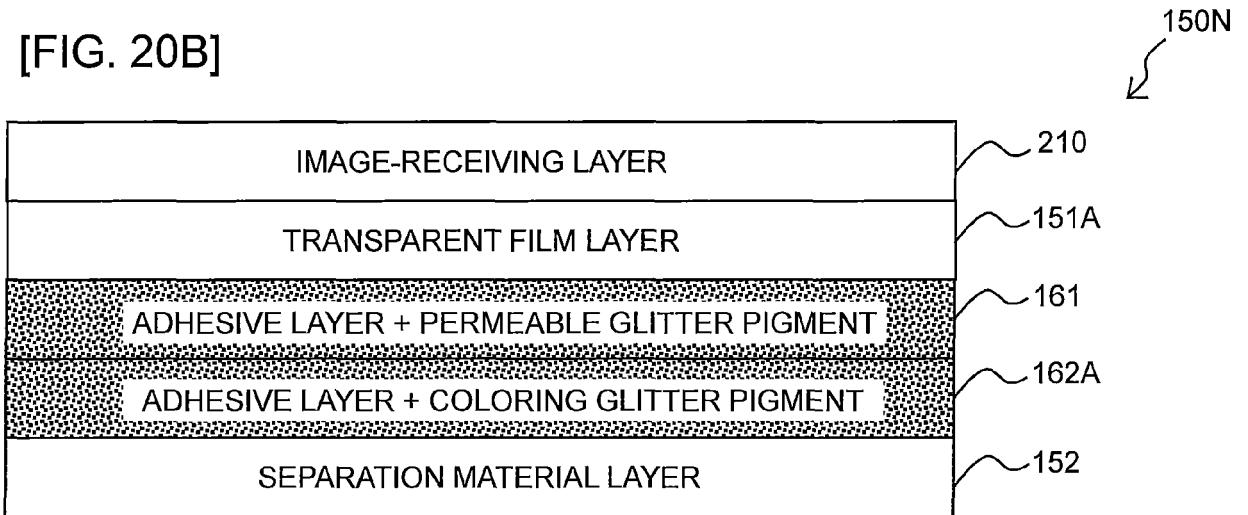 150N
[FIG. 20B]
IMAGE-RECEIVING LAYER 210
TRANSPARENT FILM LAYER 151A
ADHESIVE LAYER + PERMEABLE GLITTER PIGMENT 161
ADHESIVE LAYER + COLORING GLITTER PIGMENT 162A
SEPARATION MATERIAL LAYER 152